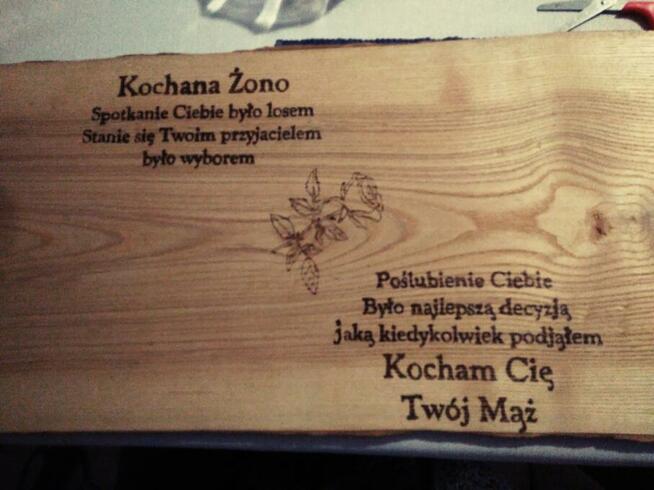 Kochana Żono
Spotkanie Ciebie było losem
Stanie się Twoim przyjacielem
było wyborem
Poślubienie Ciebie
Było najlepszą decyzją
jaką kiedykolwiek podjąłem
Kocham Cię
Twój Mąż